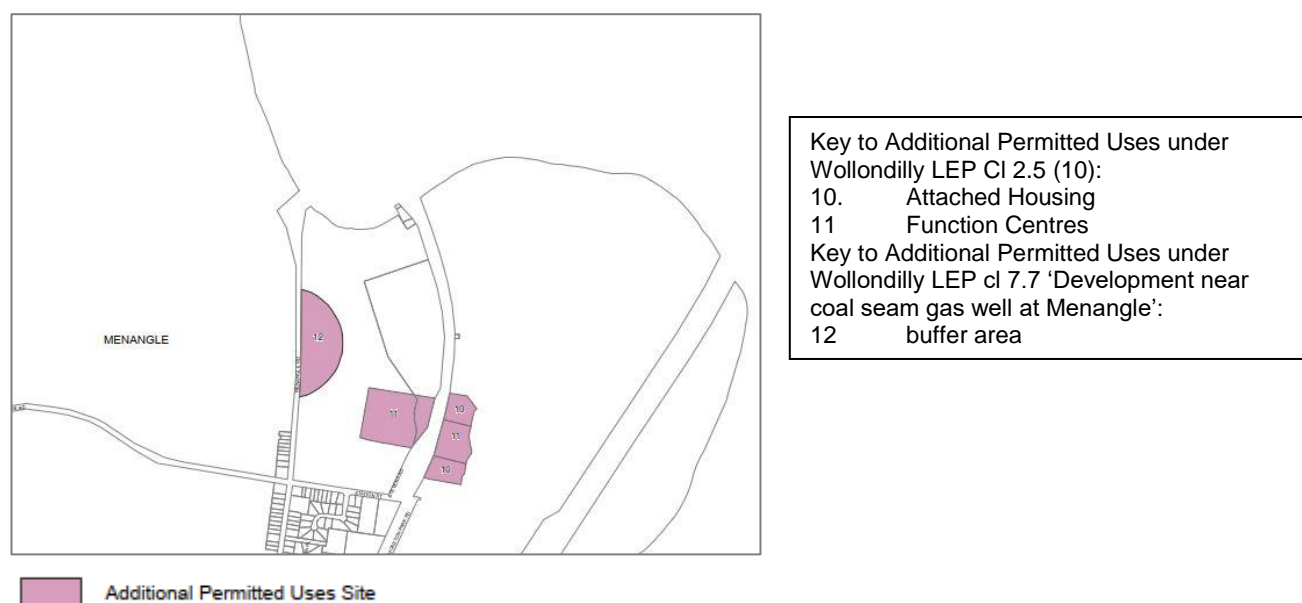 MENANGLE
12
11
10
11
10
Additional Permitted Uses Site
Key to Additional Permitted Uses under
Wollondilly LEP Cl 2.5 (10):
10. Attached Housing
11 Function Centres
Key to Additional Permitted Uses under
Wollondilly LEP cl 7.7 ‘Development near
coal seam gas well at Menangle’:
12 buffer area